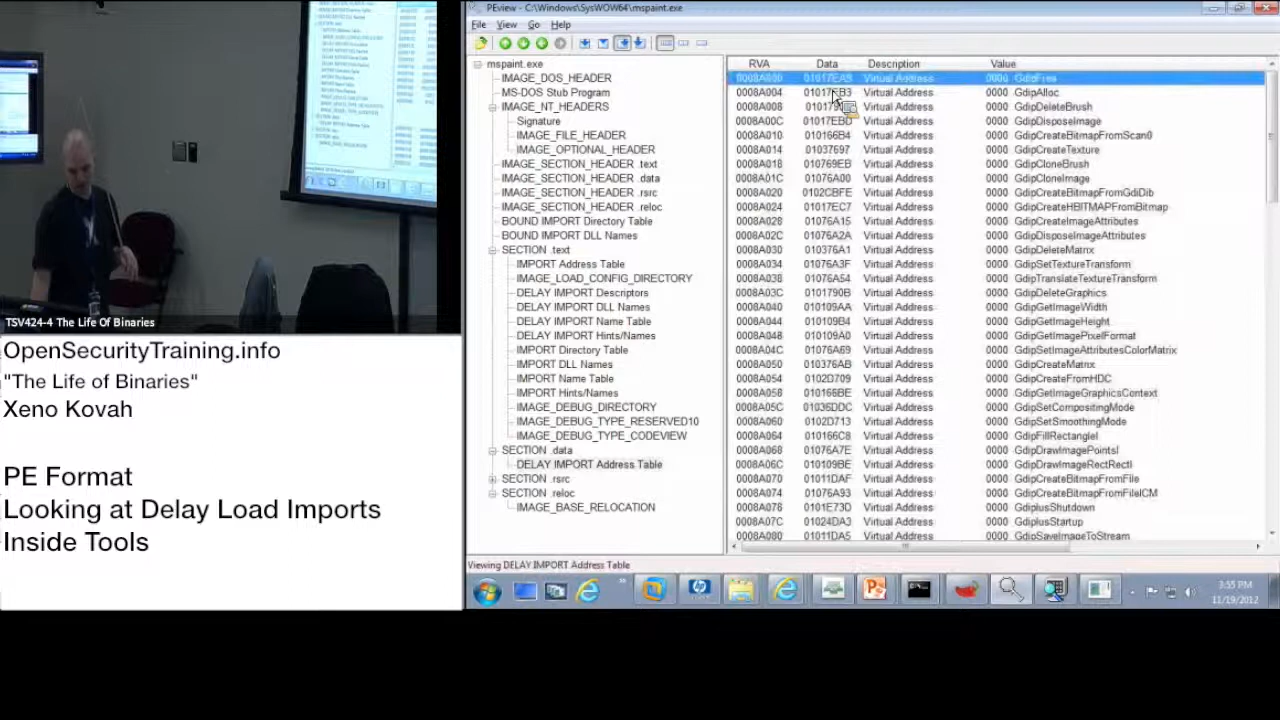 PEview - C:\Windows\SysWOW64\mspaint.exe
File View Go Help
mspaint.exe
IMAGE_DOS_HEADER
MS-DOS Stub Program
IMAGE_NT_HEADERS
Signature
IMAGE_FILE_HEADER
IMAGE_OPTIONAL_HEADER
IMAGE_SECTION_HEADER .text
IMAGE_SECTION_HEADER .data
IMAGE_SECTION_HEADER .rsrc
IMAGE_SECTION_HEADER .reloc
BOUND IMPORT Directory Table
BOUND IMPORT DLL Names
SECTION .text
IMPORT Address Table
IMAGE_LOAD_CONFIG_DIRECTORY
DELAY IMPORT Descriptors
DELAY IMPORT DLL Names
DELAY IMPORT Name Table
DELAY IMPORT Hints/Names
IMPORT Directory Table
IMPORT DLL Names
IMPORT Name Table
IMPORT Hints/Names
IMAGE_DEBUG_DIRECTORY
IMAGE_DEBUG_TYPE_RESERVED10
IMAGE_DEBUG_TYPE_CODEVIEW
SECTION .data
DELAY IMPORT Address Table
SECTION .rsrc
SECTION .reloc
IMAGE_BASE_RELOCATION
RVA Data Description Value
Virtual Address
0008A004 Virtual Address 0000 GdipAlloc
0008A008 Virtual Address 0000 GdipDeleteBrush
0008A00C Virtual Address 0000 GdipDisposeImage
0008A010 Virtual Address 0000 GdipCreateBitmapFromScan0
0008A014 01037697 Virtual Address 0000 GdipCreateTexture
0008A018 Virtual Address 0000 GdipCloneBrush
0008A01C 01076A00 Virtual Address 0000 GdipCloneImage
0008A020 0102CBFE Virtual Address 0000 GdipCreateBitmapFromGdiDib
0008A024 01017EC7 Virtual Address 0000 GdipCreateHBITMAPFromBitmap
0008A028 01076A15 Virtual Address 0000 GdipCreateImageAttributes
0008A02C 01076A2A Virtual Address 0000 GdipDisposeImageAttributes
0008A030 010376A1 Virtual Address 0000 GdipDeleteMatrix
0008A034 01076A3F Virtual Address 0000 GdipSetTextureTransform
0008A038 01076A54 Virtual Address 0000 GdipTranslateTextureTransform
0008A03C 0101790B Virtual Address 0000 GdipDeleteGraphics
0008A040 010109AA Virtual Address 0000 GdipGetImageWidth
0008A044 010109B4 Virtual Address 0000 GdipGetImageHeight
0008A048 010109A0 Virtual Address 0000 GdipGetImagePixelFormat
0008A04C 01076A69 Virtual Address 0000 GdipSetImageAttributesColorMatrix
0008A050 010376AB Virtual Address 0000 GdipCreateMatrix
0008A054 0102D709 Virtual Address 0000 GdipCreateFromHDC
0008A058 010166BE Virtual Address 0000 GdipGetImageGraphicsContext
0008A05C 01036DDC Virtual Address 0000 GdipSetCompositingMode
0008A060 0102D713 Virtual Address 0000 GdipSetSmoothingMode
0008A064 010166C8 Virtual Address 0000 GdipFillRectangleI
0008A068 01076A7E Virtual Address 0000 GdipDrawImagePointsI
0008A06C 010109BE Virtual Address 0000 GdipDrawImageRectRectI
0008A070 01011DAF Virtual Address 0000 GdipCreateBitmapFromFile
0008A074 01076A93 Virtual Address 0000 GdipCreateBitmapFromFileICM
0008A078 0101E73D Virtual Address 0000 GdiplusShutdown
0008A07C 01024DA3 Virtual Address 0000 GdiplusStartup
0008A080 01011DA5 Virtual Address 0000 GdipSaveImageToStream
Viewing DELAY IMPORT Address Table
3:55 PM
11/19/2012
TSV424-4 The Life Of Binaries
OpenSecurityTraining.info
"The Life of Binaries"
Xeno Kovah
PE Format
Looking at Delay Load Imports
Inside Tools